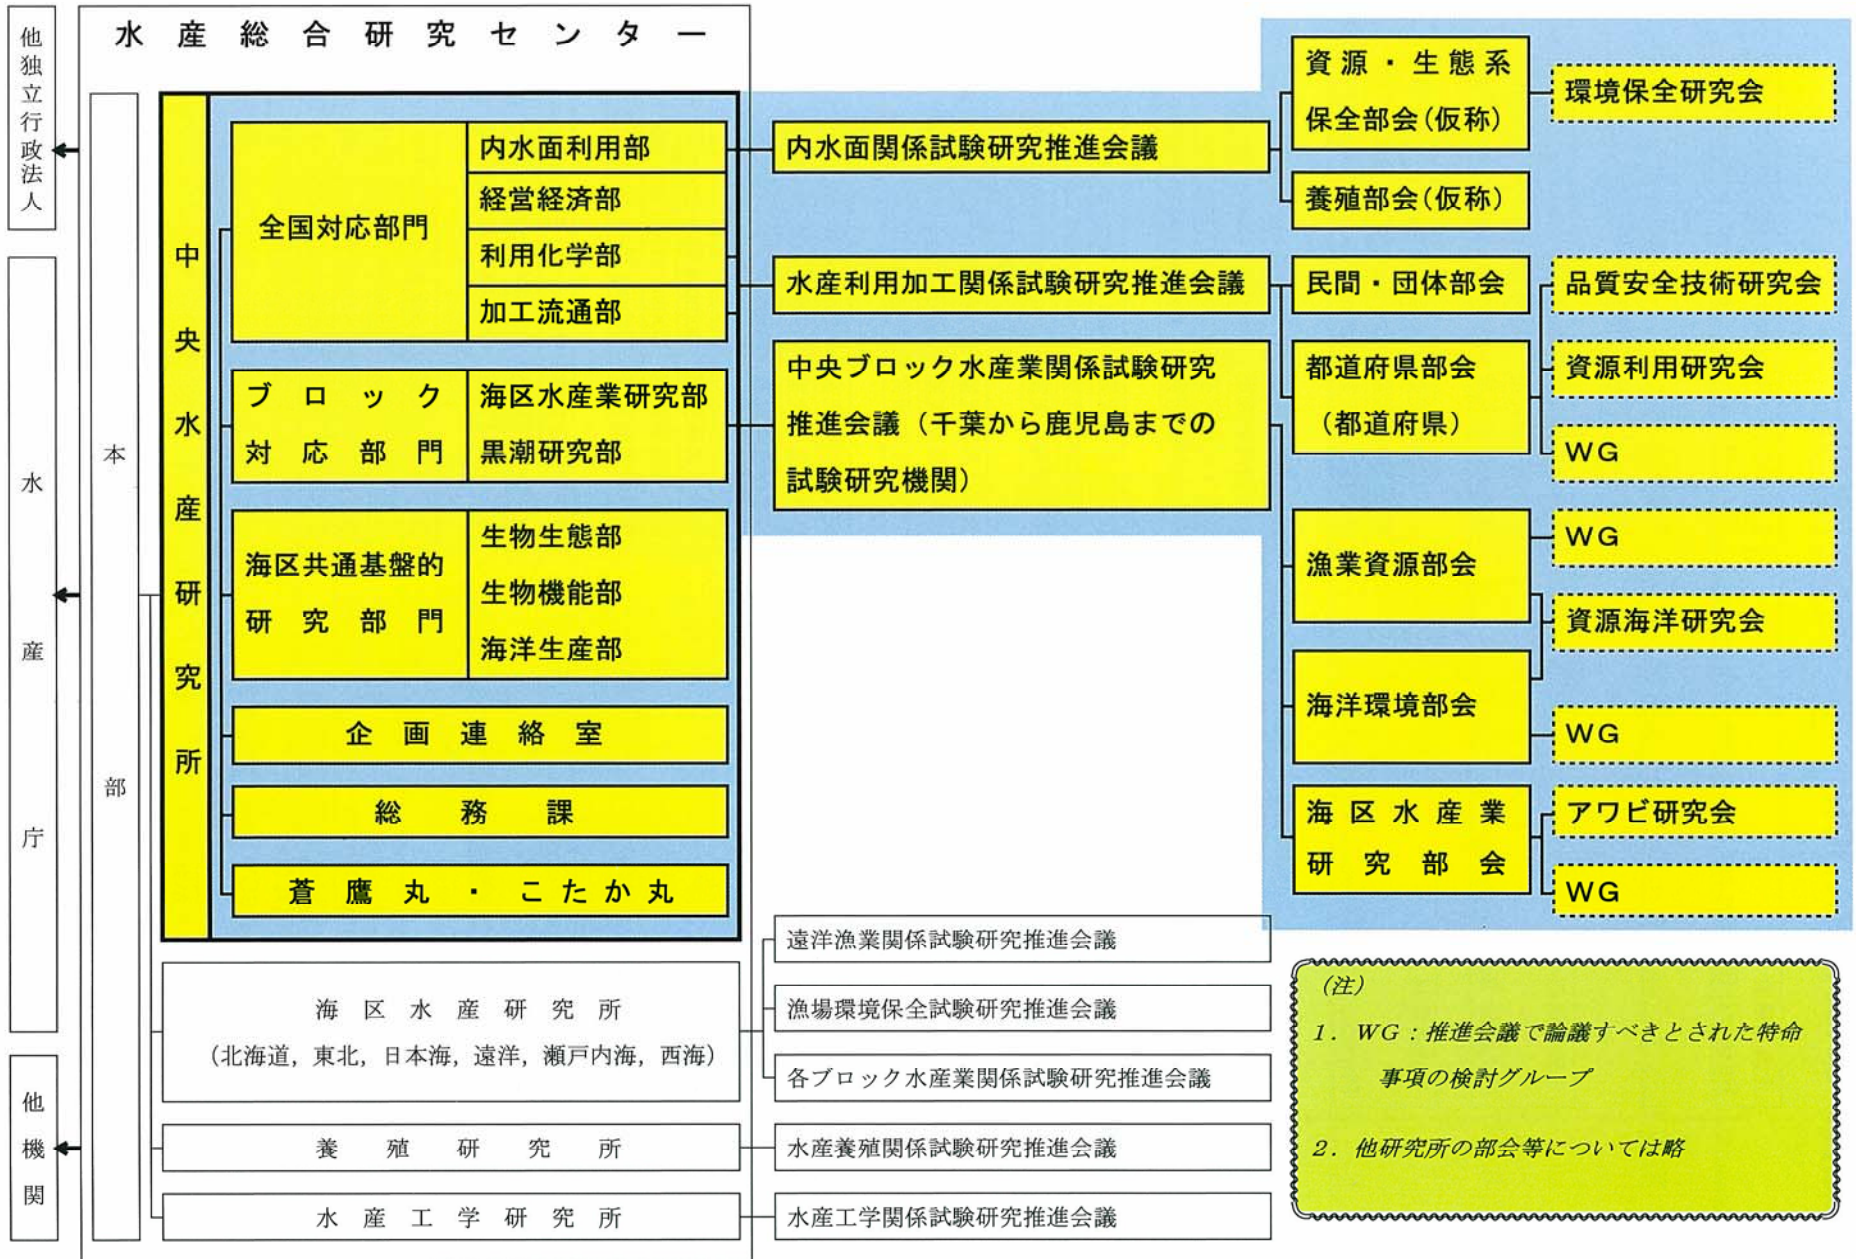 他独立行政法人
水産庁
他機関
水産総合研究センター
本部
中央水産研究所
全国対応部門
内水面利用部
経営経済部
利用化学部
加工流通部
ブロック
対応部門
海区水産業研究部
黒潮研究部
海区共通基盤的
研究部門
生物生態部
生物機能部
海洋生産部
企画連絡室
総務課
蒼鷹丸・こたか丸
海区水産研究所
(北海道, 東北, 日本海, 遠洋, 瀬戸内海, 西海)
養殖研究所
水産工学研究所
内水面関係試験研究推進会議
水産利用加工関係試験研究推進会議
中央ブロック水産業関係試験研究
推進会議（千葉から鹿児島までの
試験研究機関）
遠洋漁業関係試験研究推進会議
漁場環境保全試験研究推進会議
各ブロック水産業関係試験研究推進会議
水産養殖関係試験研究推進会議
水産工学関係試験研究推進会議
資源・生態系
保全部会(仮称)
養殖部会(仮称)
民間・団体部会
都道府県部会
（都道府県）
漁業資源部会
海洋環境部会
海区水産業
研究部会
環境保全研究会
品質安全技術研究会
資源利用研究会
WG
WG
資源海洋研究会
WG
アワビ研究会
WG
(注)
1. WG：推進会議で論議すべきとされた特命
事項の検討グループ
2. 他研究所の部会等については略